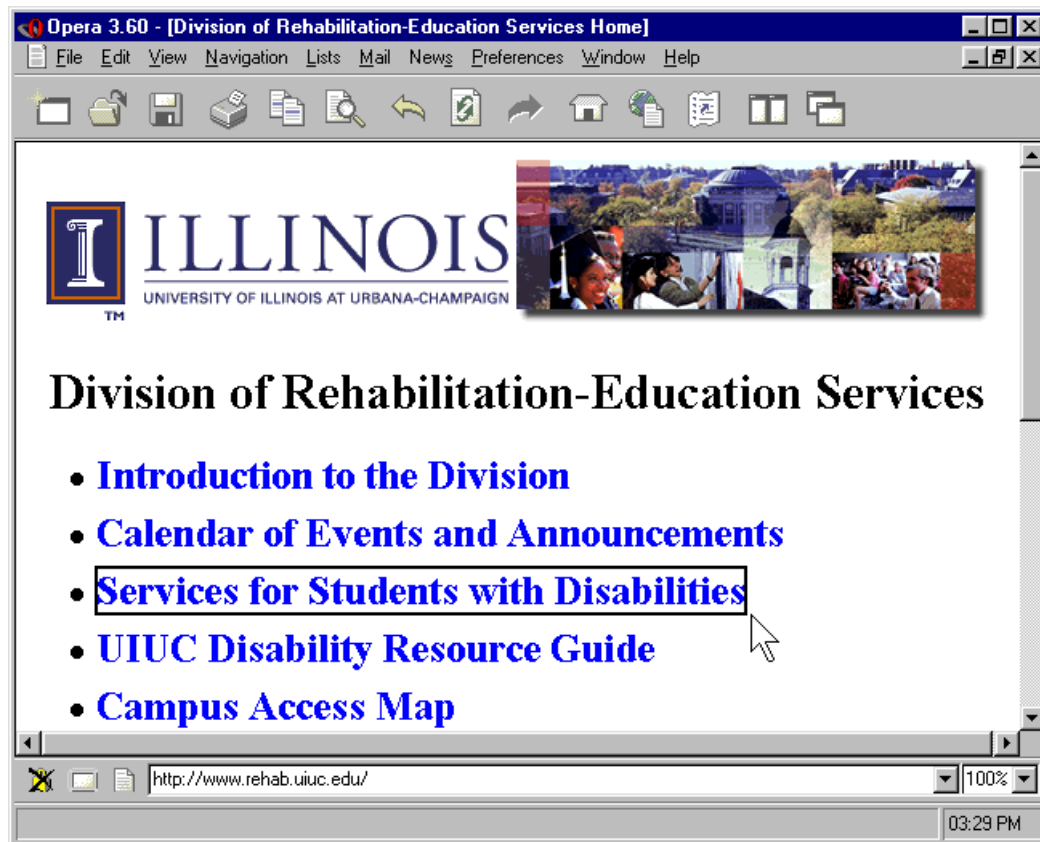 Opera 3.60 - [Division of Rehabilitation-Education Services Home]
File Edit View Navigation Lists Mail News Preferences Window Help
I ILLINOIS
UNIVERSITY OF ILLINOIS AT URBANA-CHAMPAIGN
TM
Division of Rehabilitation-Education Services
• Introduction to the Division
• Calendar of Events and Announcements
• Services for Students with Disabilities
• UIUC Disability Resource Guide
• Campus Access Map
http://www.rehab.uiuc.edu/ 100%
03:29 PM